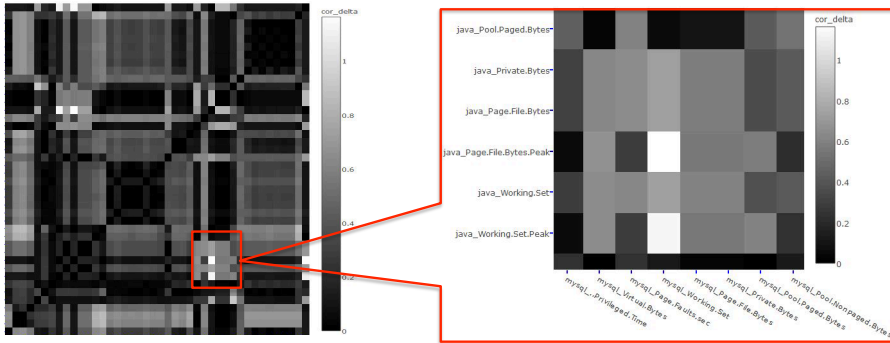 cor_delta
1
0.8
0.6
0.4
0.2
0
cor_delta
1
0.8
0.6
0.4
0.2
0
java_Pool.Paged.Bytes
java_Private.Bytes
java_Page.File.Bytes
java_Page.File.Bytes.Peak
java_Working.Set
java_Working.Set.Peak
mysql_..Privileged.Time
mysql_Virtual.Bytes
mysql_Page.Faults.sec
mysql_Working.Set
mysql_Page.File.Bytes
mysql_Private.Bytes
mysql_Pool.Paged.Bytes
mysql_Pool.Nonpaged.Bytes